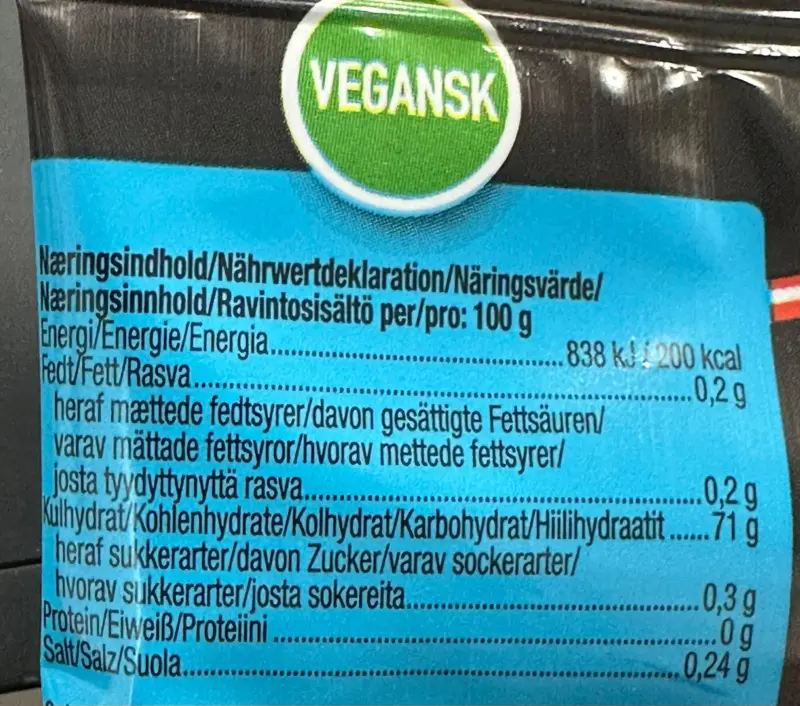 VEGANSK
Næringsindhold/Nährwertdeklaration/Näringsvärde/
Næringsinnhold/Ravintosisältö per/pro: 100 g
Energi/Energie/Energia..............................838 kJ / 200 kcal
Fedt/Fett/Rasva..............................0,2 g
heraf mættede fedtsyrer/davon gesättigte Fettsäuren/
varav mättade fettsyror/hvorav mettede fettsyrer/
josta tyydyttynyttä rasva..............................0,2 g
Kulhydrat/Kohlenhydrate/Kolhydrat/Karbohydrat/Hiilihydraatit......71 g
heraf sukkerarter/davon Zucker/varav sockerarter/
hvorav sukkerarter/josta sokereita..............................0,3 g
Protein/Eiweiß/Proteiini..............................0 g
Salt/Salz/Suola..............................0,24 g